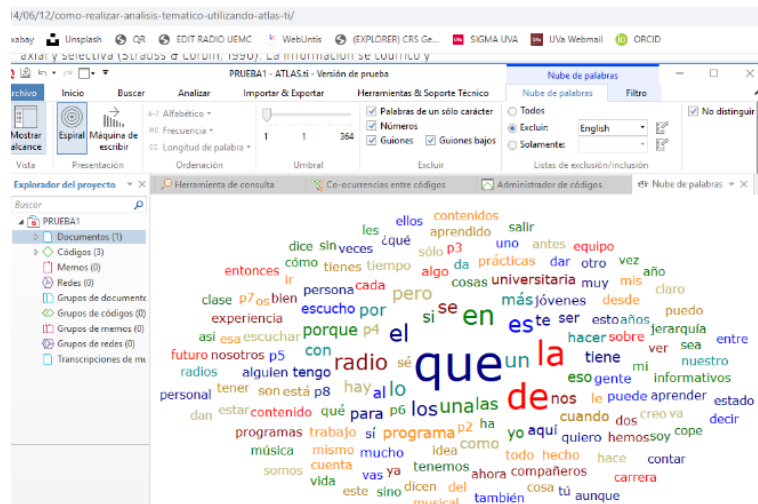 4/06/12/como-realizar-analisis-tematico-utilizando-atlas-ti/
xabay Unsplash QR EDIT RADIO UEMC WebUntis (EXPLORER) CRS Ge... SIGMA UVA UVa Webmail ORCID
axial y selectiva (Strauss & Corbin, 1990). La información se codificó y
PRUEBA1 - ATLAS.ti - Versión de prueba Nube de palabras
rchivo Inicio Buscar Analizar Importar & Exportar Herramientas & Soporte Técnico Nube de palabras Filtro
Mostrar alcance Espiral Máquina de escribir
A-Z Alfabético
Frecuencia
CC Longitud de palabra
1 1 364
Palabras de un sólo carácter
Números
Guiones Guiones bajos
Todos
Excluir: English
Solamente:
No distinguir
Vista Presentación Ordenación Umbral Excluir Listas de exclusión/inclusión
Explorador del proyecto Herramienta de consulta Co-ocurrencias entre códigos Administrador de códigos Nube de palabras
Buscar
PRUEBA1
Documentos (1)
Códigos (3)
Memos (0)
Redes (0)
Grupos de documento
Grupos de códigos (0)
Grupos de memos (0)
Grupos de redes (0)
Transcripciones de mu
ellos contenidos
les aprendido salir
dice sin veces ¿qué sólo p3 uno antes equipo
cómo tienes tiempo algo da prácticas dar otro vez
entonces ir persona cada cosas universitaria muy mis año
clase p7 os bien pero más jóvenes desde claro
experiencia escucho por si se en es te ser esto años puedo
así esa escuchar porque p4 el hacer sobre jerarquía
futuro nosotros p5 con radio sé que un la tiene ver sea entre
radios alguien tengo mi nuestro
personal tener son está p8 hay al lo de nos eso gente informativos
dan estar contenido qué para p6 los una las le puede aprender estado
programas trabajo sí programa p2 ha yo aquí cuando dos creo va decir
música mismo mucho idea como quiero hemos soy cope
somos cuenta vas ya tenemos ahora todo hecho hace contar
vida compañeros carrera
este sino dicen del cosa tú aunque
musical también